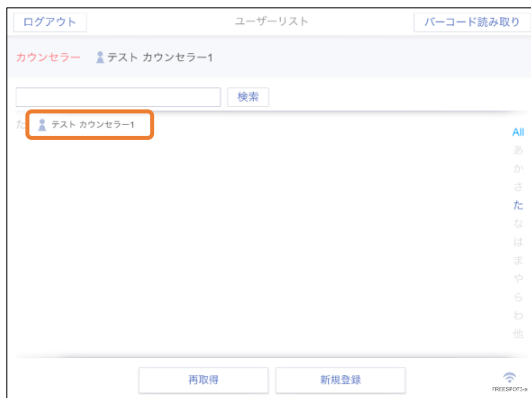 ログアウト ユーザーリスト バーコード読み取り
カウンセラー テスト カウンセラー1
検索
た テスト カウンセラー1
All
あ
か
さ
た
な
は
ま
や
ら
わ
他
再取得 新規登録